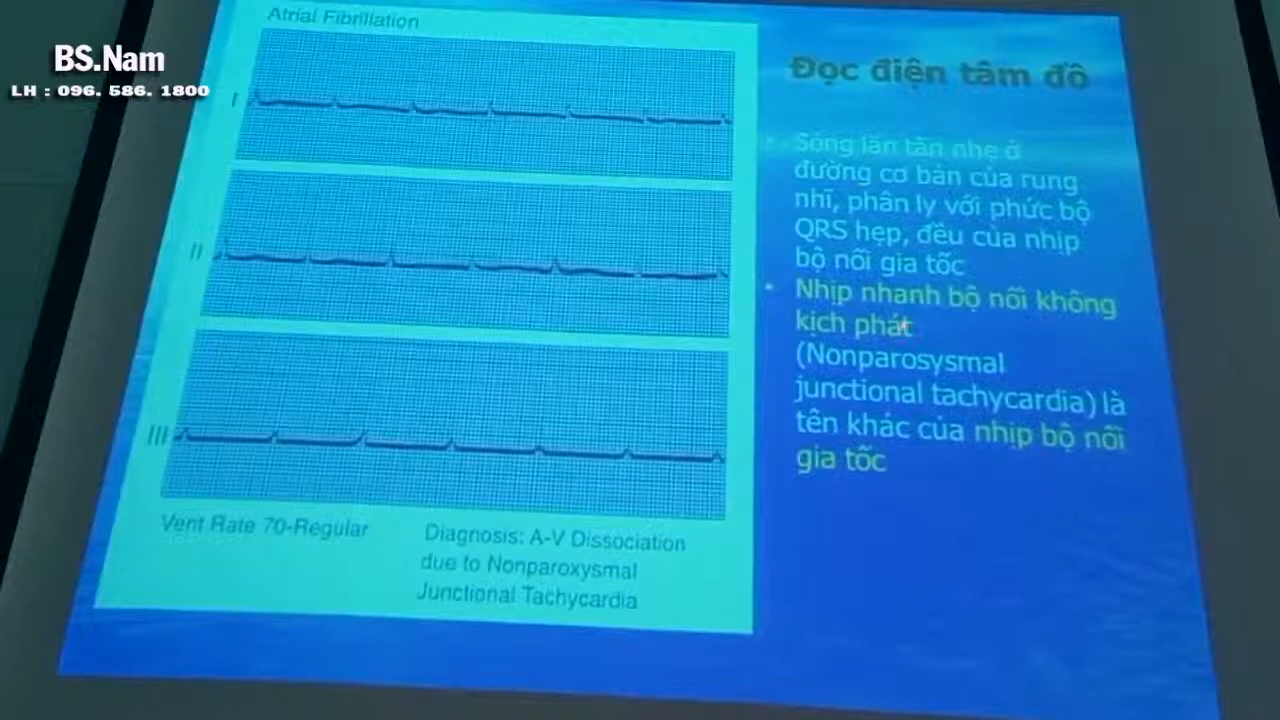 BS.Nam
LH : 096. 586. 1800
Atrial Fibrillation
I
II
III
Vent Rate 70-Regular
Diagnosis: A-V Dissociation
due to Nonparoxysmal
Junctional Tachycardia
Đọc điện tâm đồ
Sóng lăn tăn nhẹ ở
đường cơ bản của rung
nhĩ, phân ly với phức bộ
QRS hẹp, đều của nhịp
bộ nối gia tốc
• Nhịp nhanh bộ nối không
kịch phát
(Nonparosysmal
junctional tachycardia) là
tên khác của nhịp bộ nối
gia tốc